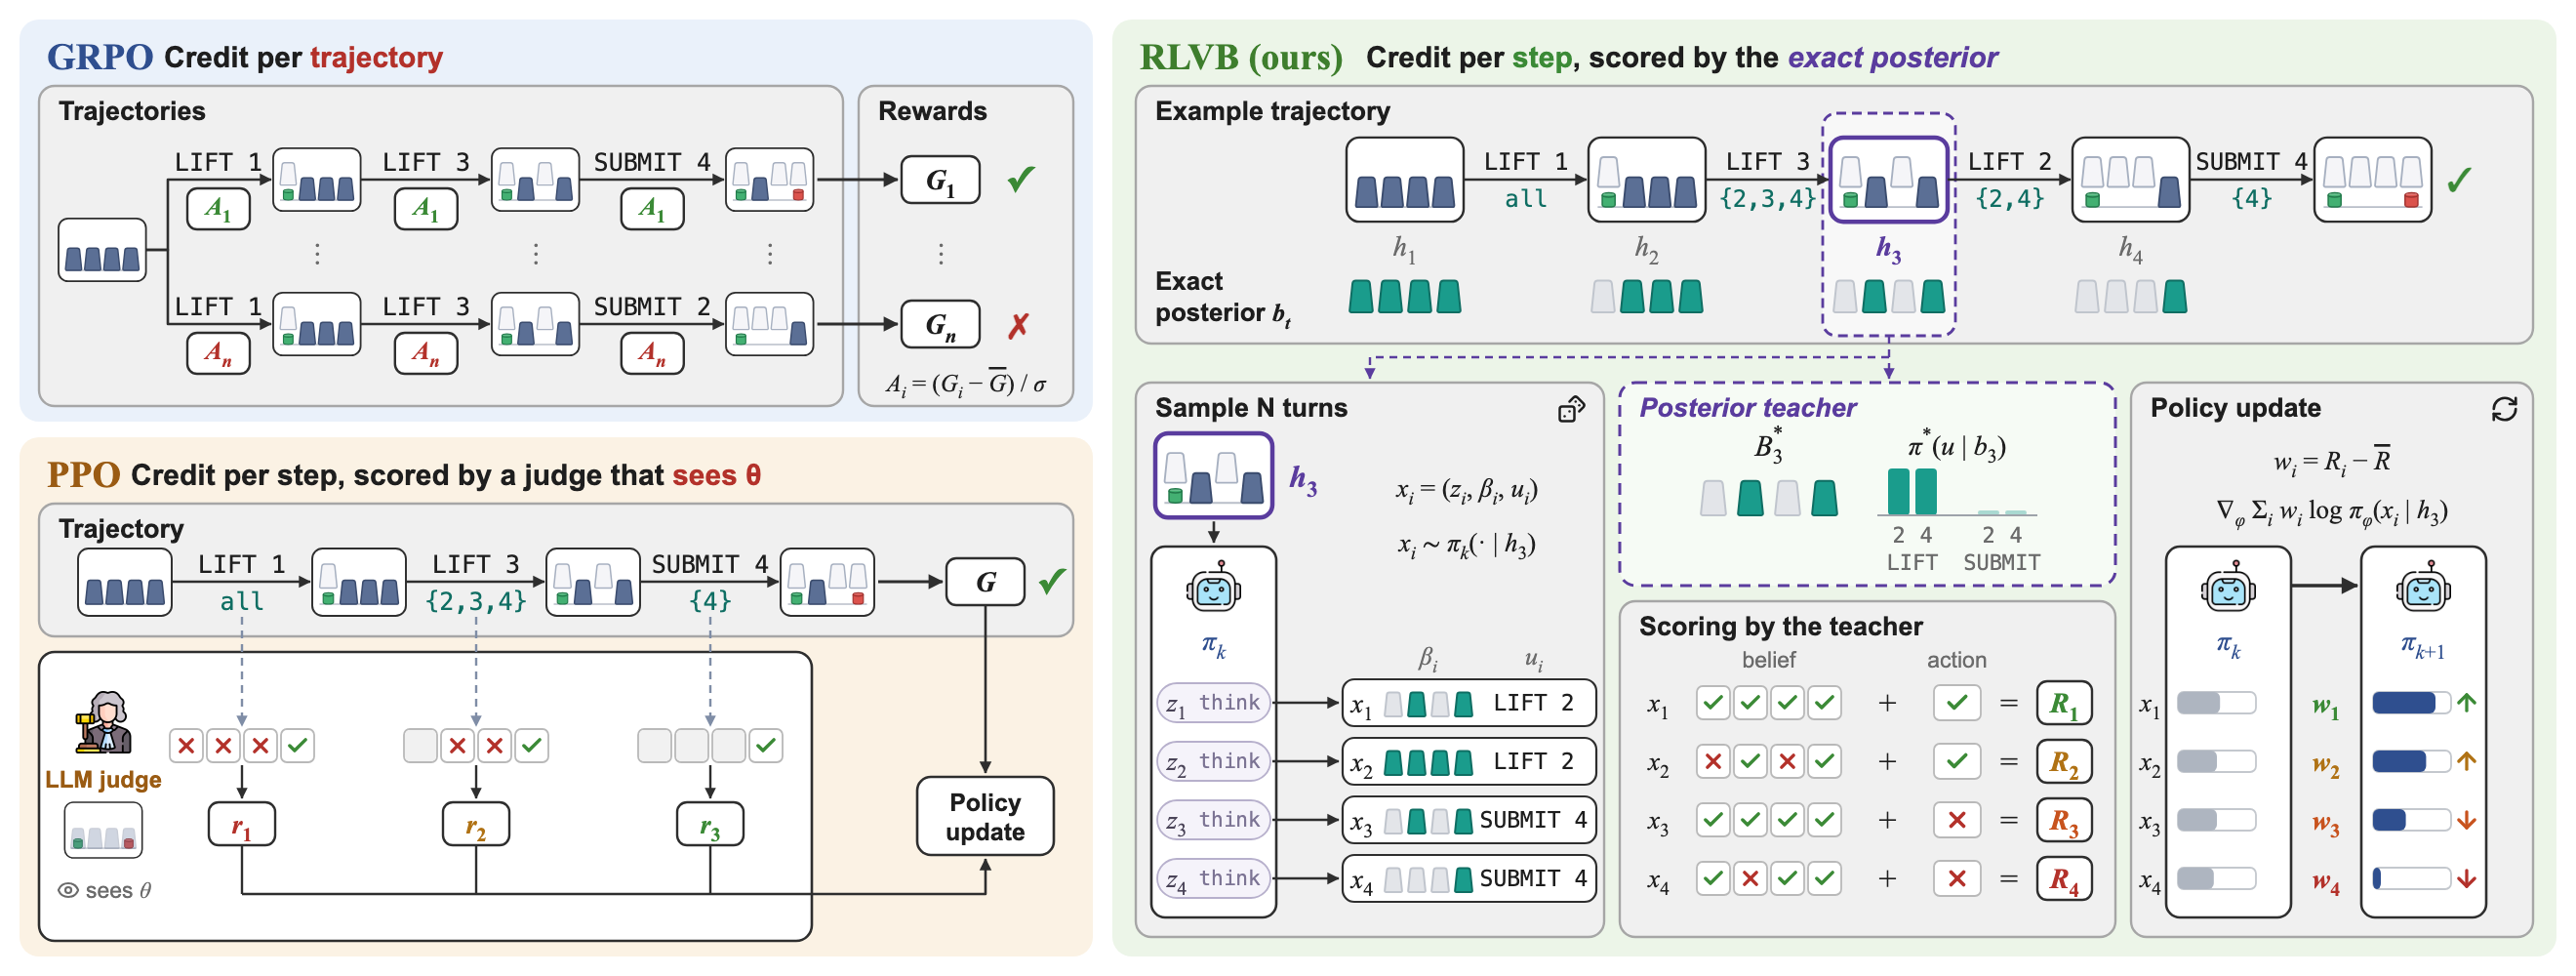 GRPO Credit per trajectory
Trajectories
Rewards
LIFT 1
LIFT 3
SUBMIT 4
A₁
A₁
A₁
G₁ ✓
⋮
⋮
⋮
⋮
LIFT 1
LIFT 3
SUBMIT 2
Aₙ
Aₙ
Aₙ
Gₙ ✗
Aᵢ = (Gᵢ − G̅) / σ
PPO Credit per step, scored by a judge that sees θ
Trajectory
LIFT 1
LIFT 3
SUBMIT 4
all
{2,3,4}
{4}
G ✓
LLM judge
✗ ✗ ✗ ✓
✗ ✗ ✓
✓
r₁
r₂
r₃
sees θ
Policy
update
RLVB (ours) Credit per step, scored by the exact posterior
Example trajectory
LIFT 1
LIFT 3
LIFT 2
SUBMIT 4
all
{2,3,4}
{2,4}
{4}
✓
h₁
h₂
h₃
h₄
Exact
posterior bₜ
Sample N turns
h₃
xᵢ = (zᵢ, βᵢ, uᵢ)
xᵢ ~ πₖ(· | h₃)
πₖ
βᵢ
uᵢ
z₁ think
x₁ LIFT 2
z₂ think
x₂ LIFT 2
z₃ think
x₃ SUBMIT 4
z₄ think
x₄ SUBMIT 4
Posterior teacher
B₃*
π*(u | b₃)
2 4
2 4
LIFT
SUBMIT
Scoring by the teacher
belief
action
x₁ ✓ ✓ ✓ ✓ + ✓ = R₁
x₂ ✗ ✓ ✗ ✓ + ✓ = R₂
x₃ ✓ ✓ ✓ ✓ + ✗ = R₃
x₄ ✓ ✗ ✓ ✓ + ✗ = R₄
Policy update
wᵢ = Rᵢ − R̅
∇φ Σᵢ wᵢ log πφ(xᵢ | h₃)
πₖ
πₖ₊₁
x₁ w₁ ↑
x₂ w₂ ↑
x₃ w₃ ↓
x₄ w₄ ↓